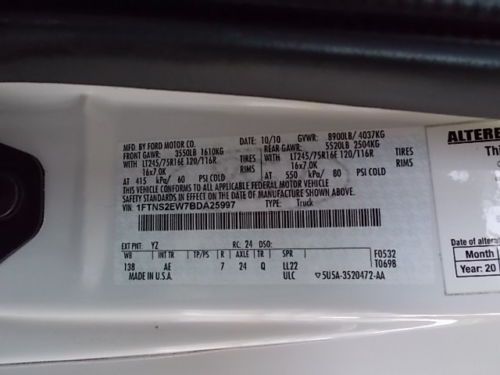 MFD. BY FORD MOTOR CO. 10/10 GVWR: 8900LB/ 4037KG
FRONT GAWR: 3550LB 1610KG REAR GAWR: 5520LB 2504KG
WITH LT245/75R16E 120/116R TIRES WITH LT245/75R16E 120/116R TIRES
16x7.0K RIMS 16x7.0K RIMS
AT 415 kPa/ 60 PSI COLD AT 550 kPa/ 80 PSI COLD
THIS VEHICLE CONFORMS TO ALL APPLICABLE FEDERAL MOTOR VEHICLE
SAFETY STANDARDS IN EFFECT ON THE DATE OF MANUFACTURE SHOWN ABOVE.
VIN: 1FTNS2EW7BDA25997 TYPE: Truck
EXT PNT: YZ RC: 24 DSO:
WB INT TR TP/PS R AXLE TR SPR F0532
138 AE 7 24 Q LL22 T0698
MADE IN U.S.A. ULC 5U5A-3520472-AA
ALTERE
Thi
Date of alter
Month
Year: 20